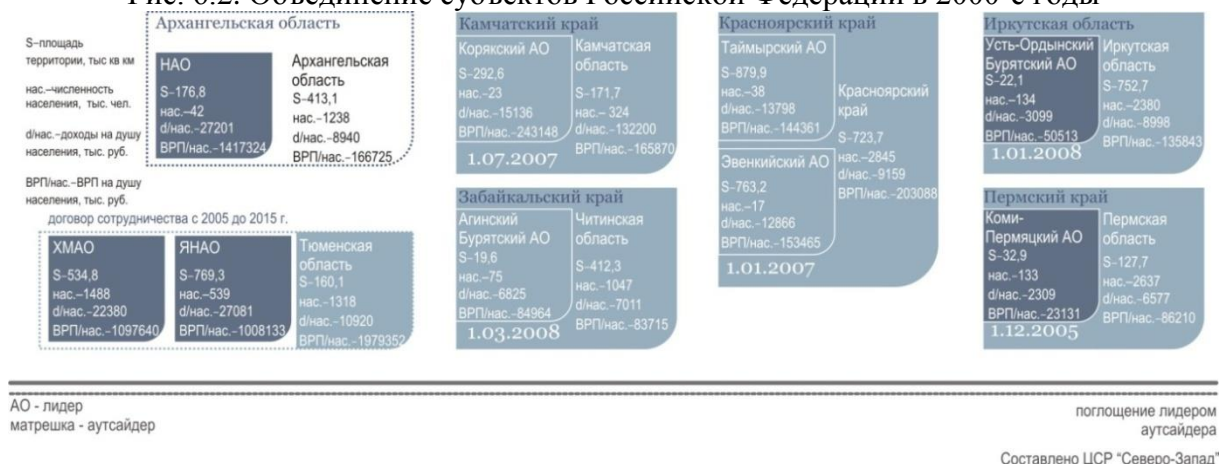 Рис. 6.2. Объединение субъектов Российской Федерации в 2000-е годы
S–площадь
территории, тыс кв км
нас.–численность
населения, тыс. чел.
d/нас.–доходы на душу
населения, тыс. руб.
ВРП/нас.–ВРП на душу
населения, тыс. руб.
Архангельская область
НАО
S–176,8
нас.–42
d/нас.–27201
ВРП/нас.–1417324
Архангельская
область
S–413,1
нас.–1238
d/нас.–8940
ВРП/нас.–166725
договор сотрудничества с 2005 до 2015 г.
ХМАО
S–534,8
нас.–1488
d/нас.–22380
ВРП/нас.–1097640
ЯНАО
S–769,3
нас.–539
d/нас.–27081
ВРП/нас.–1008133
Тюменская
область
S–160,1
нас.–1318
d/нас.–10920
ВРП/нас.–1979352
Камчатский край
Корякский АО
S–292,6
нас.–23
d/нас.–15136
ВРП/нас.–243148
1.07.2007
Камчатская
область
S–171,7
нас.– 324
d/нас.–132200
ВРП/нас.–165870
Забайкальский край
Агинский
Бурятский АО
S–19,6
нас.–75
d/нас.–6825
ВРП/нас.–84964
1.03.2008
Читинская
область
S–412,3
нас.–1047
d/нас.–7011
ВРП/нас.–83715
Красноярский край
Таймырский АО
S–879,9
нас.–38
d/нас.–13798
ВРП/нас.–144361
Эвенкийский АО
S–763,2
нас.–17
d/нас.–12866
ВРП/нас.–153465
1.01.2007
Красноярский
край
S–723,7
нас.–2845
d/нас.–9159
ВРП/нас.–203088
Иркутская область
Усть-Ордынский
Бурятский АО
S–22,1
нас.–134
d/нас.–3099
ВРП/нас.–50513
1.01.2008
Иркутская
область
S–752,7
нас.–2380
d/нас.–8998
ВРП/нас.–135843
Пермский край
Коми-
Пермяцкий АО
S–32,9
нас.–133
d/нас.–2309
ВРП/нас.–23131
1.12.2005
Пермская
область
S–127,7
нас.–2637
d/нас.–6577
ВРП/нас.–86210
АО - лидер
матрешка - аутсайдер
поглощение лидером
аутсайдера
Составлено ЦСР “Северо-Запад”